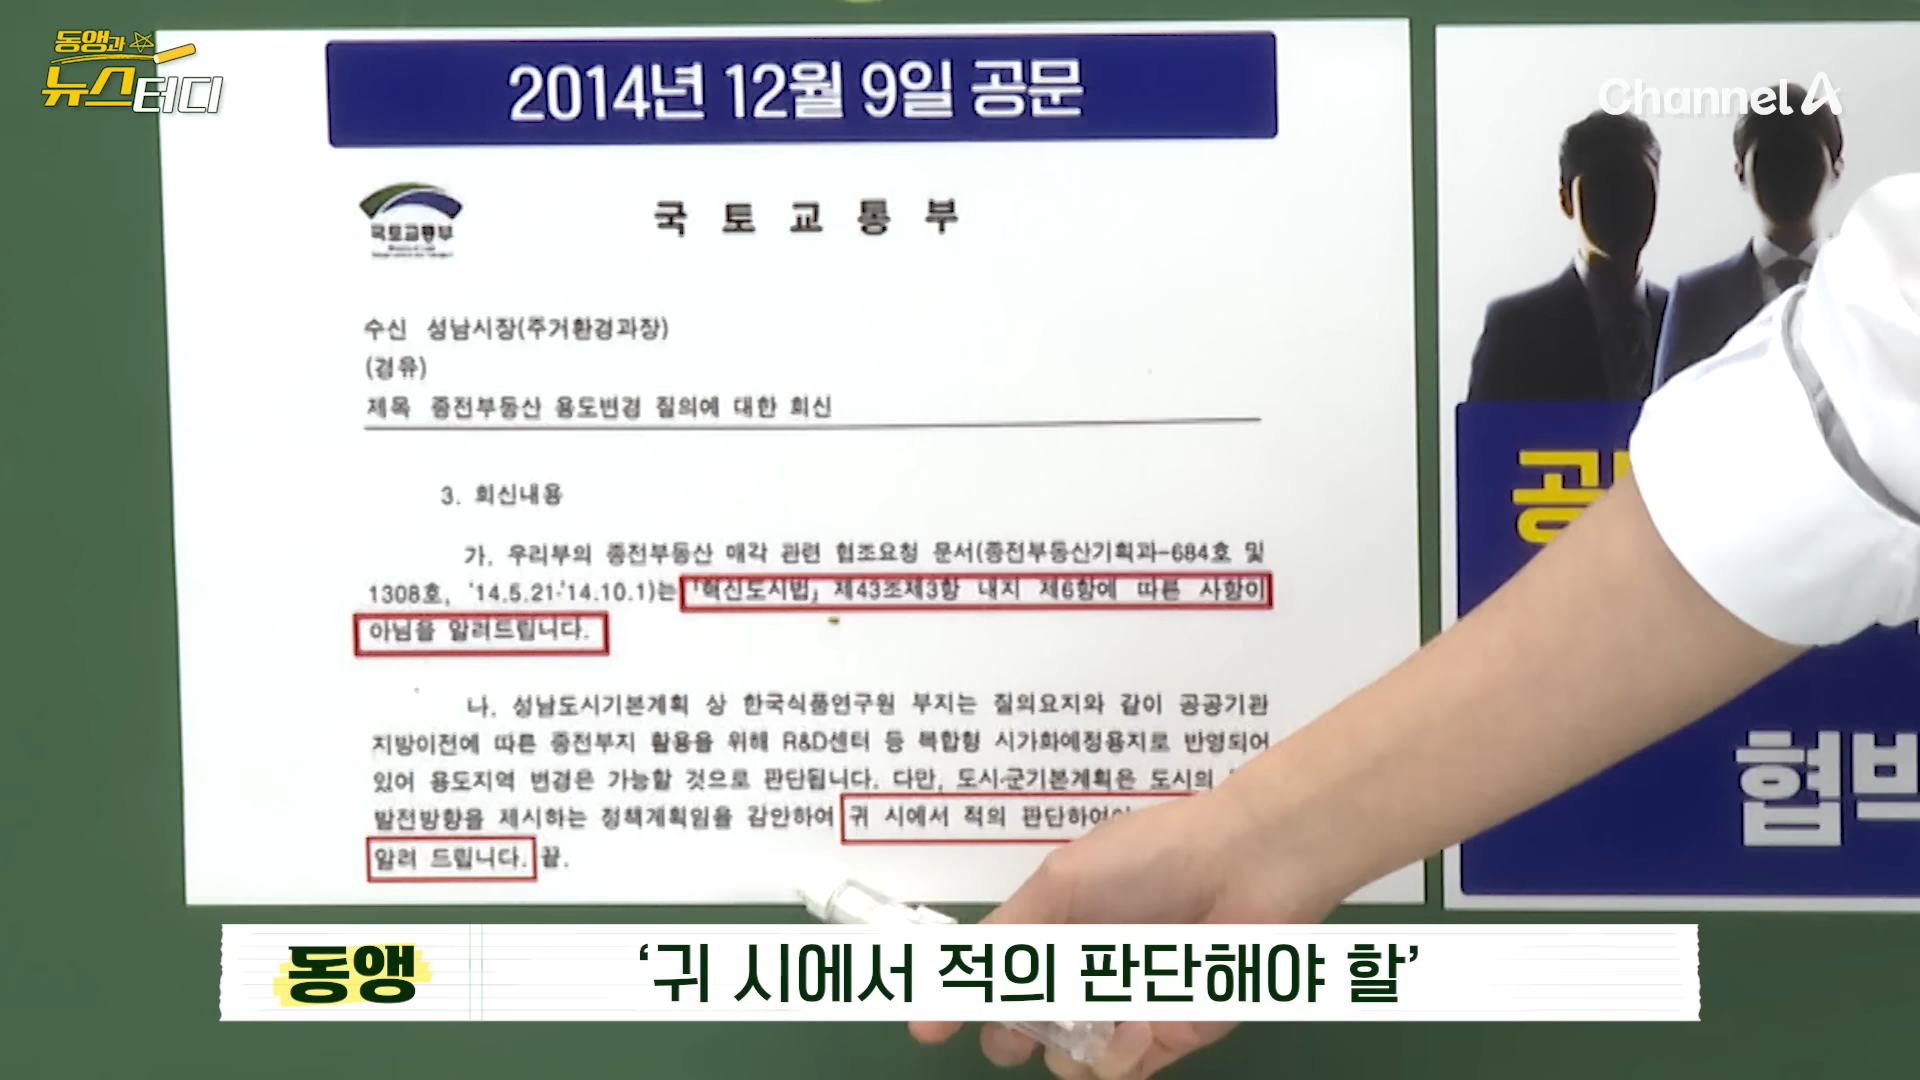 동앵과
뉴스터디
Channel A
2014년 12월 9일 공문
국토교통부
국 토 교 통 부
수신 성남시장(주거환경과장)
(경유)
제목 종전부동산 용도변경 질의에 대한 회신
3. 회신내용
가. 우리부의 종전부동산 매각 관련 협조요청 문서(종전부동산기획과-684호 및
1308호, '14.5.21-'14.10.1)는 「혁신도시법」 제43조제3항 내지 제6항에 따른 사항이
아님을 알려드립니다.
나. 성남도시기본계획 상 한국식품연구원 부지는 질의요지와 같이 공공기관
지방이전에 따른 종전부지 활용을 위해 R&D센터 등 복합형 시가화예정용지로 반영되어
있어 용도지역 변경은 가능할 것으로 판단됩니다. 다만, 도시·군기본계획은 도시의
발전방향을 제시하는 정책계획임을 감안하여 귀 시에서 적의 판단하여야
알려 드립니다. 끝.
공
협박
동앵 ‘귀 시에서 적의 판단해야 할’